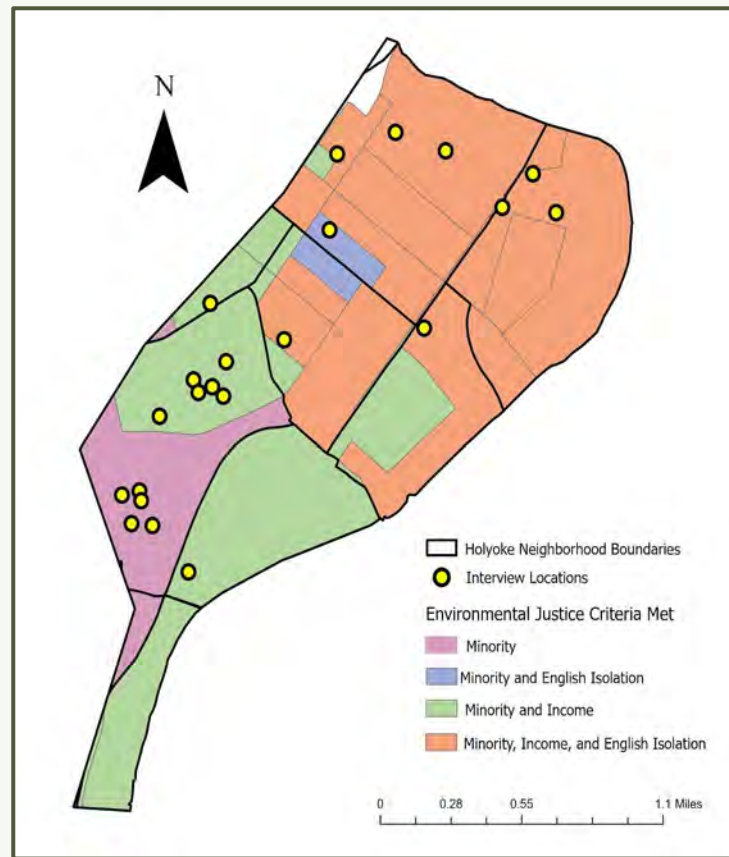 N
Holyoke Neighborhood Boundaries
Interview Locations
Environmental Justice Criteria Met
Minority
Minority and English Isolation
Minority and Income
Minority, Income, and English Isolation
0 0.28 0.55 1.1 Miles